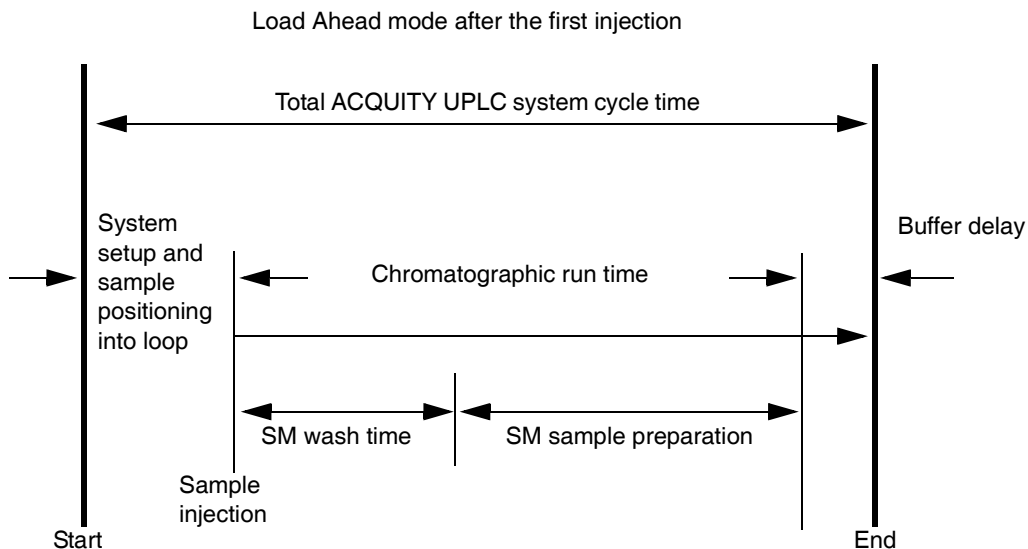 Load Ahead mode after the first injection
Total ACQUITY UPLC system cycle time
System
setup and
sample
positioning
into loop
Buffer delay
Chromatographic run time
SM wash time
SM sample preparation
Sample
injection
Start
End